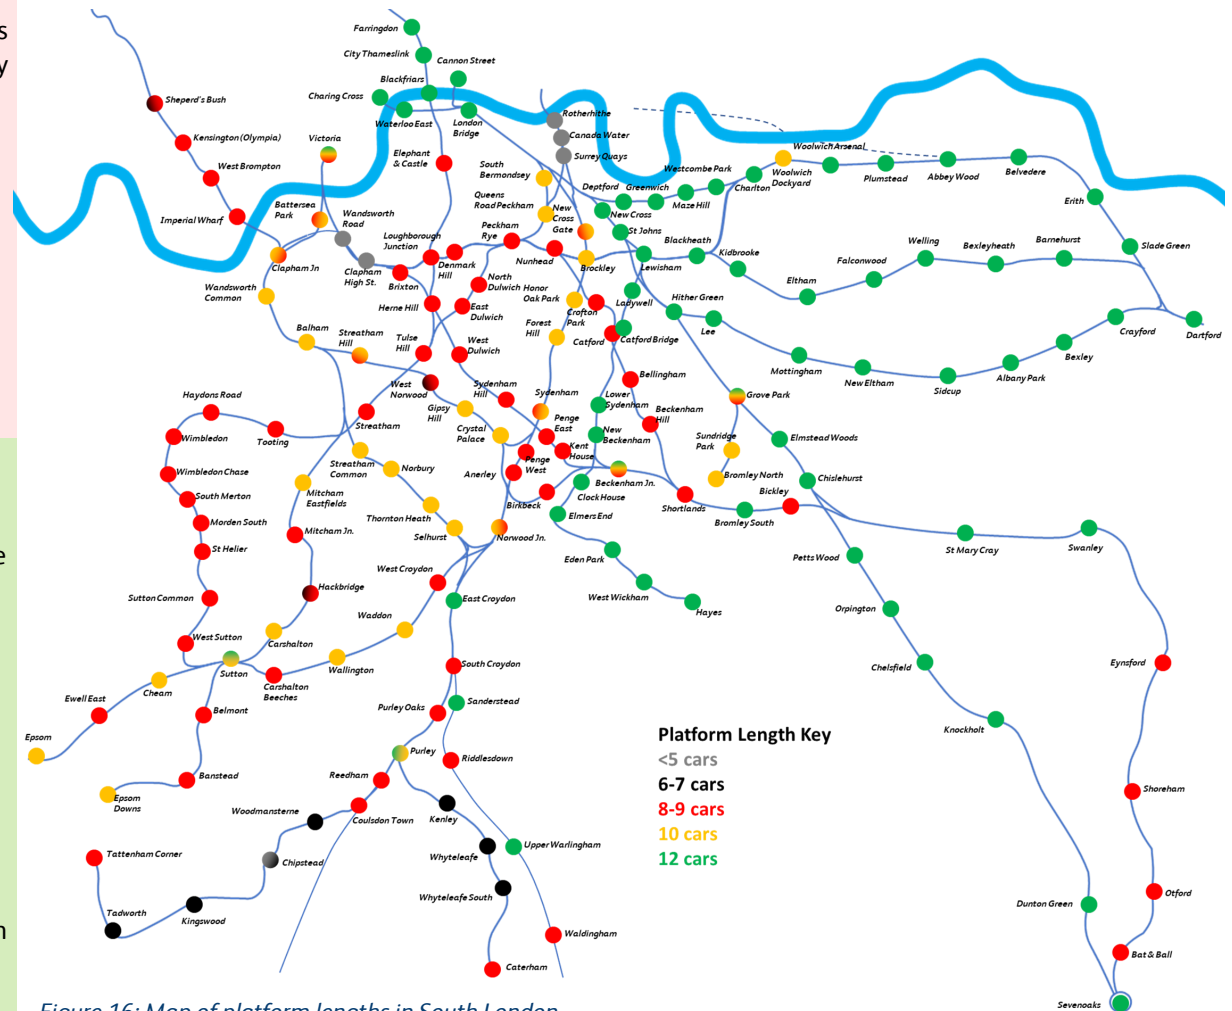 s
y
e
n
Farringdon
City Thameslink
Cannon Street
Blackfriars
Charing Cross
Waterloo East
London
Bridge
Rotherhithe
Canada Water
Surrey Quays
Sheperd's Bush
Kensington (Olympia)
West Brompton
Imperial Wharf
Victoria
Elephant
& Castle
South
Bermondsey
Queens
Road Peckham
Battersea
Park
Wandsworth
Road
Clapham Jn
Clapham
High St.
Loughborough
Junction
Denmark
Hill
Peckham
Rye
Nunhead
New
Cross
Gate
Brockley
Deptford
Greenwich
Maze Hill
Westcombe Park
Charlton
Woolwich
Dockyard
Woolwich Arsenal
Plumstead
Abbey Wood
Belvedere
Erith
Slade Green
New Cross
St Johns
Lewisham
Blackheath
Kidbrooke
Eltham
Falconwood
Welling
Bexleyheath
Barnehurst
Dartford
Crayford
Bexley
Albany Park
Sidcup
New Eltham
Mottingham
Lee
Hither Green
Ladywell
Catford Bridge
Catford
Crofton
Park
Honor
Oak Park
Forest
Hill
Brixton
Herne Hill
North
Dulwich
East
Dulwich
West
Dulwich
Tulse
Hill
Wandsworth
Common
Balham
Streatham
Hill
West
Norwood
Gipsy
Hill
Crystal
Palace
Sydenham
Hill
Sydenham
Penge
East
Kent
House
Penge
West
Anerley
Birkbeck
Lower
Sydenham
New
Beckenham
Bellingham
Beckenham
Hill
Beckenham Jn.
Clock House
Elmers End
Eden Park
West Wickham
Hayes
Shortlands
Bromley South
Bickley
Grove Park
Sundridge
Park
Bromley North
Elmstead Woods
Chislehurst
Petts Wood
Orpington
Chelsfield
Knockholt
Dunton Green
Sevenoaks
St Mary Cray
Swanley
Eynsford
Shoreham
Otford
Bat & Ball
Haydons Road
Tooting
Streatham
Wimbledon
Wimbledon Chase
South Merton
Morden South
St Helier
Sutton Common
West Sutton
Sutton
Cheam
Ewell East
Epsom
Belmont
Banstead
Epsom
Downs
Streatham
Common
Norbury
Mitcham
Eastfields
Mitcham Jn.
Hackbridge
Carshalton
Carshalton
Beeches
Wallington
Waddon
West Croydon
Thornton Heath
Selhurst
Norwood Jn.
East Croydon
South Croydon
Sanderstead
Purley Oaks
Purley
Riddlesdown
Reedham
Coulsdon Town
Woodmansterne
Chipstead
Kingswood
Tadworth
Tattenham Corner
Kenley
Whyteleafe
Whyteleafe South
Caterham
Upper Warlingham
Waldingham
Platform Length Key
<5 cars
6-7 cars
8-9 cars
10 cars
12 cars
Figure 16: Map of platform lengths in South London